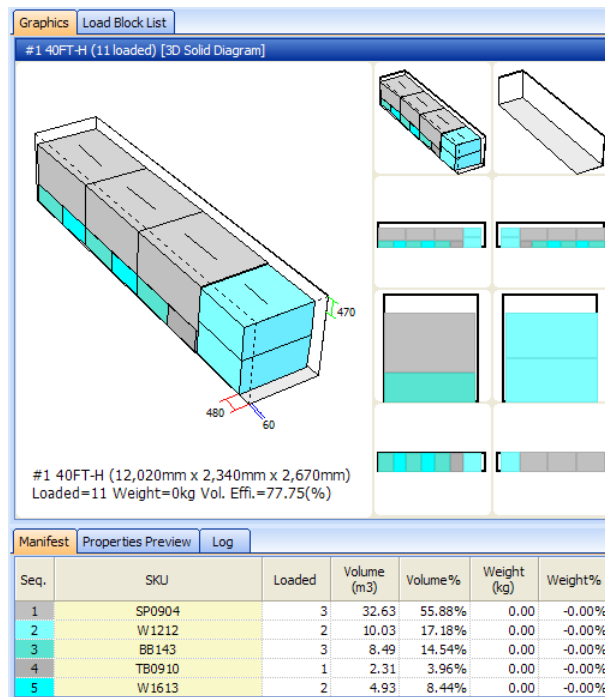 Graphics Load Block List
#1 40FT-H (11 loaded) [3D Solid Diagram]
470
480
60
#1 40FT-H (12,020mm x 2,340mm x 2,670mm)
Loaded=11 Weight=0kg Vol. Effi.=77.75(%)
Manifest Properties Preview Log
Seq. SKU Loaded Volume (m3) Volume% Weight (kg) Weight%
1 SP0904 3 32.63 55.88% 0.00 -0.00%
2 W1212 2 10.03 17.18% 0.00 -0.00%
3 BB143 3 8.49 14.54% 0.00 -0.00%
4 TB0910 1 2.31 3.96% 0.00 -0.00%
5 W1613 2 4.93 8.44% 0.00 -0.00%